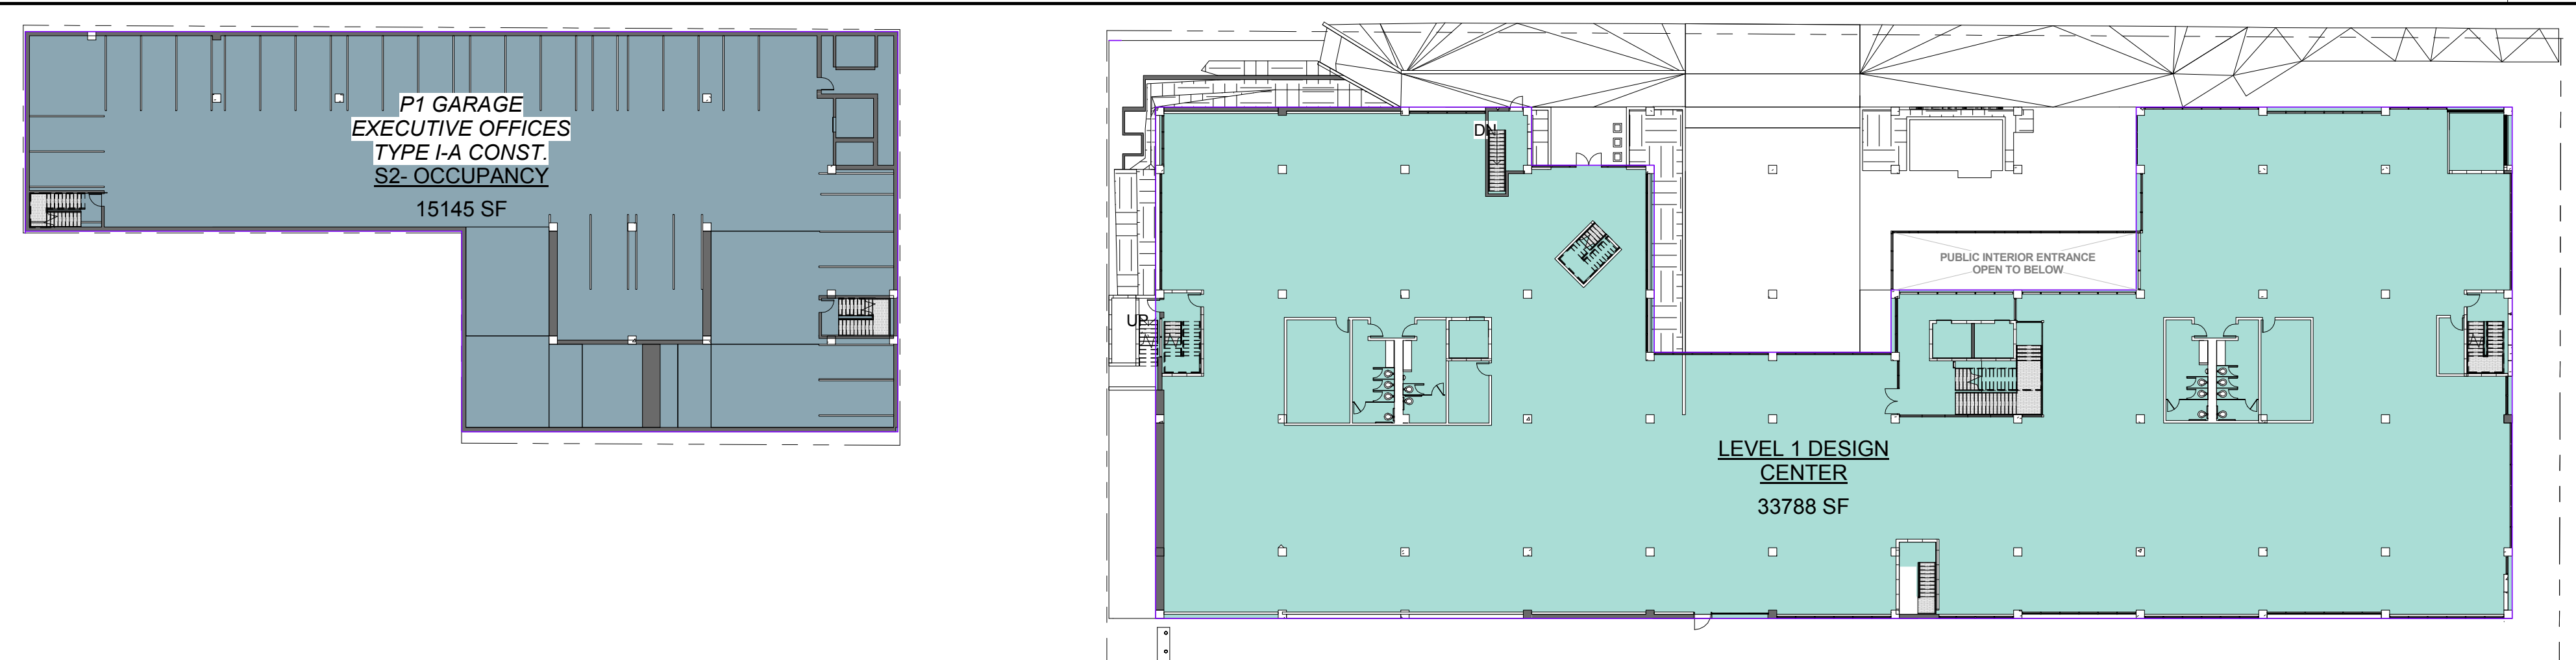 P1 GARAGE
EXECUTIVE OFFICES
TYPE I-A CONST.
S2- OCCUPANCY
15145 SF
DN
UP
PUBLIC INTERIOR ENTRANCE
OPEN TO BELOW
LEVEL 1 DESIGN
CENTER
33788 SF